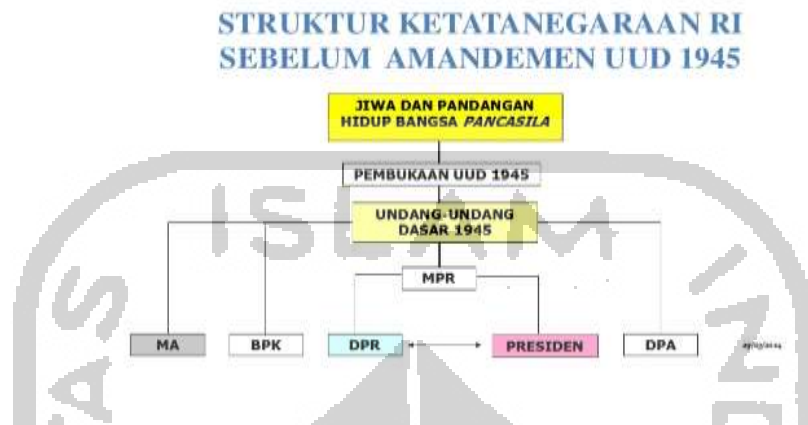 STRUKTUR KETATANEGARAAN RI
SEBELUM AMANDEMEN UUD 1945
JIWA DAN PANDANGAN
HIDUP BANGSA PANCASILA
PEMBUKAAN UUD 1945
ISLAM
UNDANG-UNDANG
DASAR 1945
MPR
MA
BPK
DPR
PRESIDEN
DPA